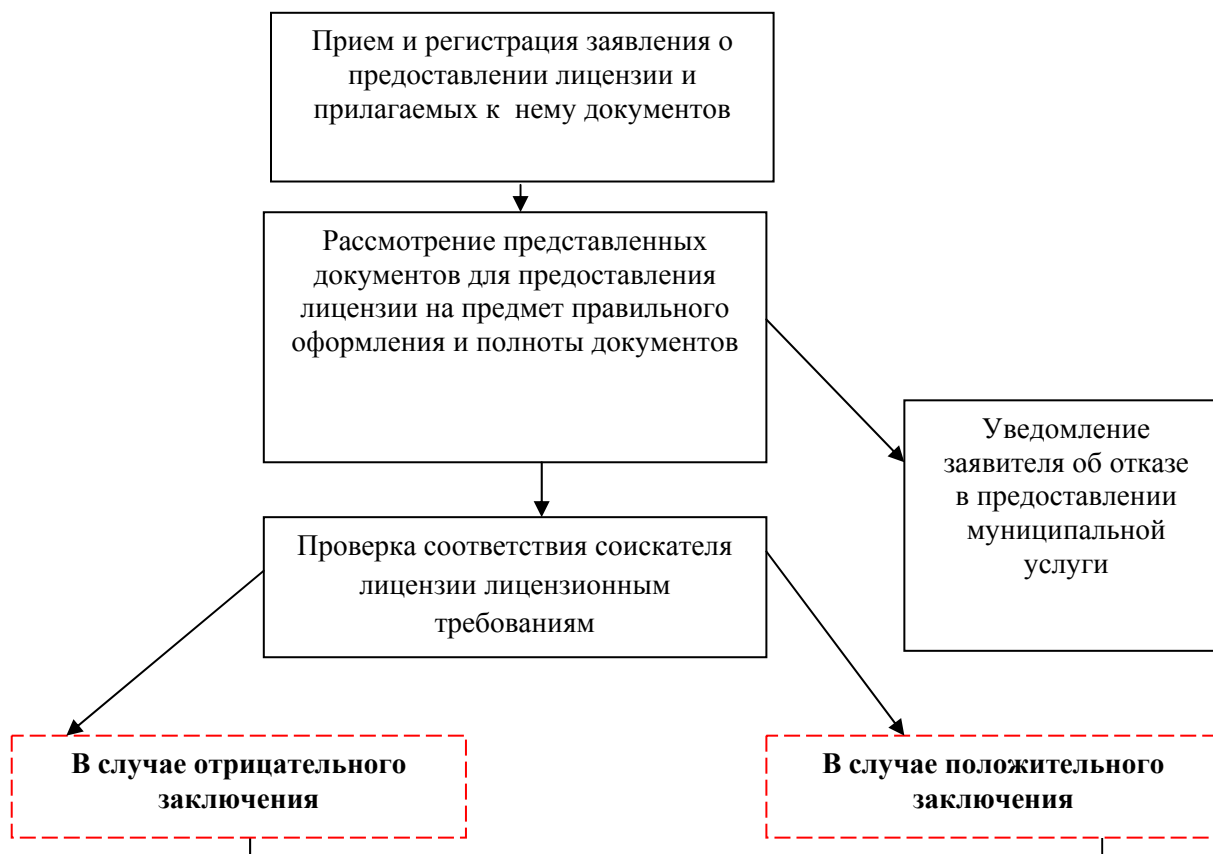 Прием и регистрация заявления о
предоставлении лицензии и
прилагаемых к нему документов
Рассмотрение представленных
документов для предоставления
лицензии на предмет правильного
оформления и полноты документов
Уведомление
заявителя об отказе
в предоставлении
муниципальной
услуги
Проверка соответствия соискателя
лицензии лицензионным
требованиям
В случае отрицательного
заключения
В случае положительного
заключения